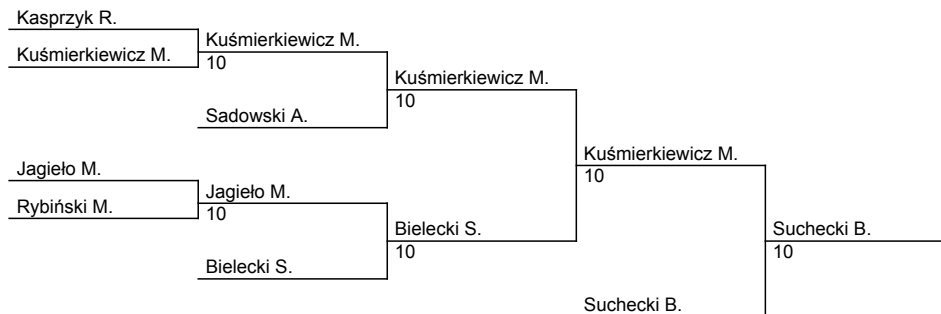 Kasprzyk R.
Kuśmierkiewicz M.
Kuśmierkiewicz M.
10
Kuśmierkiewicz M.
10
Sadowski A.
Kuśmierkiewicz M.
10
Jagieło M.
Jagieło M.
Rybiński M.
10
Bielecki S.
10
Suchecki B.
10
Bielecki S.
Suchecki B.